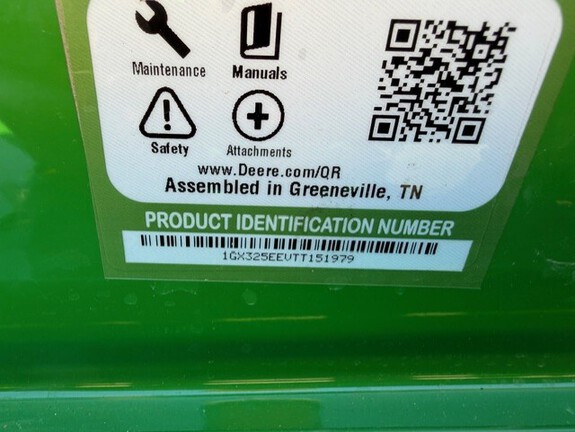 Maintenance Manuals
Safety Attachments
www.Deere.com/QR
Assembled in Greeneville, TN
PRODUCT IDENTIFICATION NUMBER
1GX325EEVTT151979